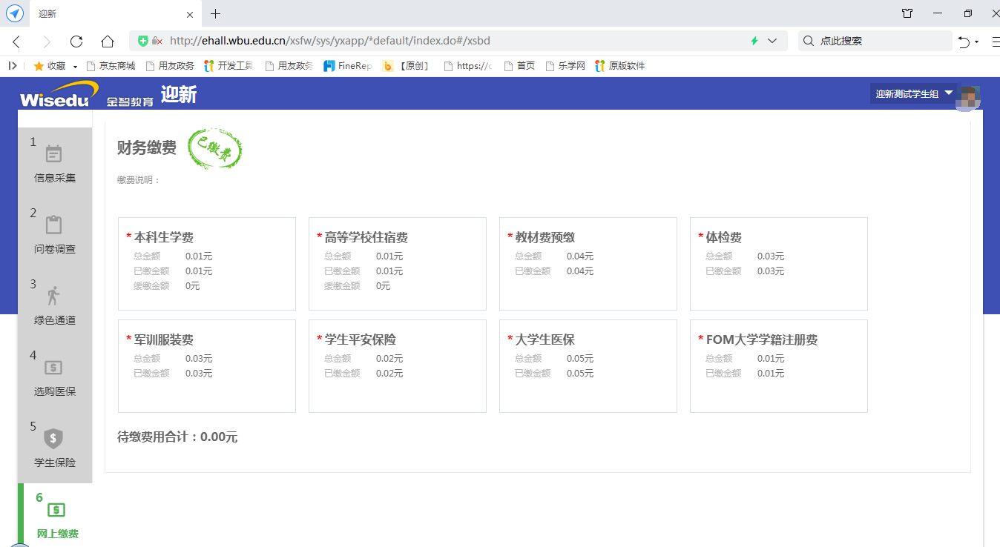 迎新
http://ehall.wbu.edu.cn/xsfw/sys/yxapp/*default/index.do#/xsbd
点此搜索
收藏 京东商城 用友政务 开发工具 用友政务 FineRep 【原创】 https:// 首页 乐学网 原版软件
Wisedu 金智教育 迎新
迎新测试学生组
1
信息采集
2
问卷调查
3
绿色通道
4
选购医保
5
学生保险
6
网上缴费
财务缴费 已缴费
缴费说明：
* 本科生学费
总金额 0.01元
已缴金额 0.01元
缓缴金额 0元
* 高等学校住宿费
总金额 0.01元
已缴金额 0.01元
缓缴金额 0元
* 教材费预缴
总金额 0.04元
已缴金额 0.04元
* 体检费
总金额 0.03元
已缴金额 0.03元
* 军训服装费
总金额 0.03元
已缴金额 0.03元
* 学生平安保险
总金额 0.02元
已缴金额 0.02元
* 大学生医保
总金额 0.05元
已缴金额 0.05元
* FOM大学学籍注册费
总金额 0.01元
已缴金额 0.01元
待缴费用合计：0.00元